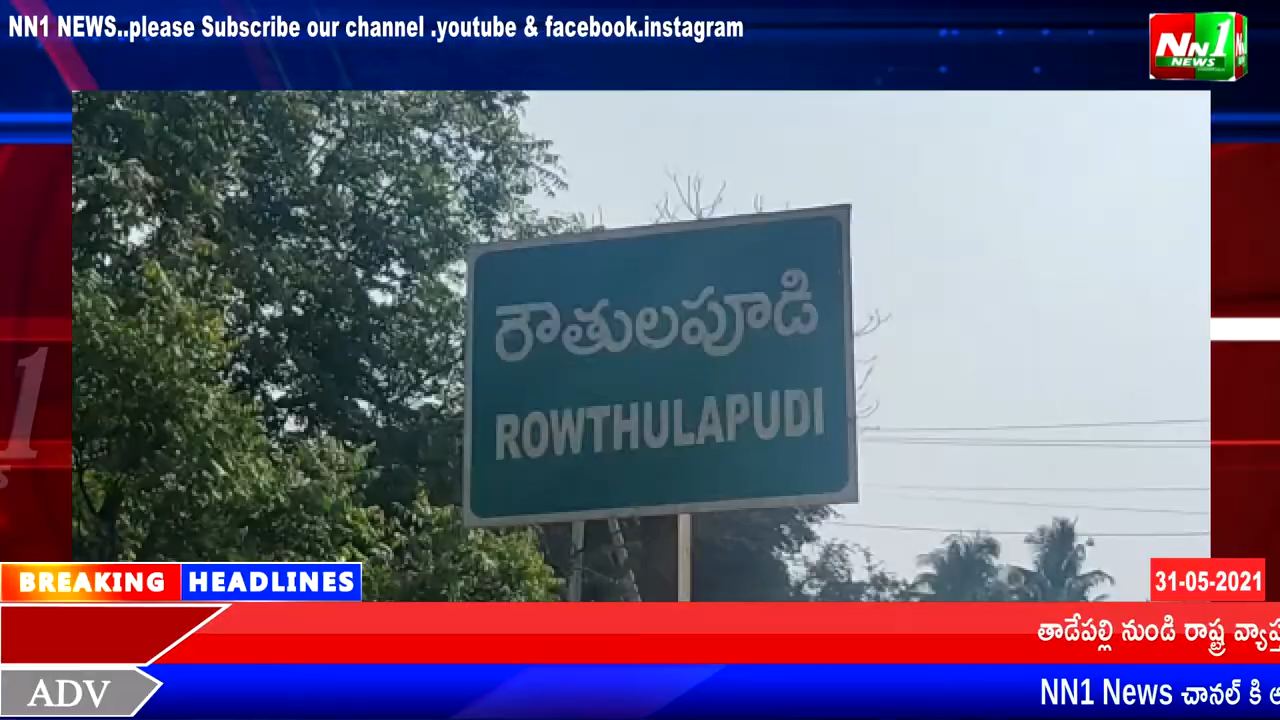 NN1 NEWS..please Subscribe our channel .youtube & facebook.instagram
NN1
NEWS
రౌతులపూడి
ROWTHULAPUDI
BREAKING HEADLINES
31-05-2021
తాడేపల్లి నుండి రాష్ట్ర
ADV
NN1 News చానల్ కి